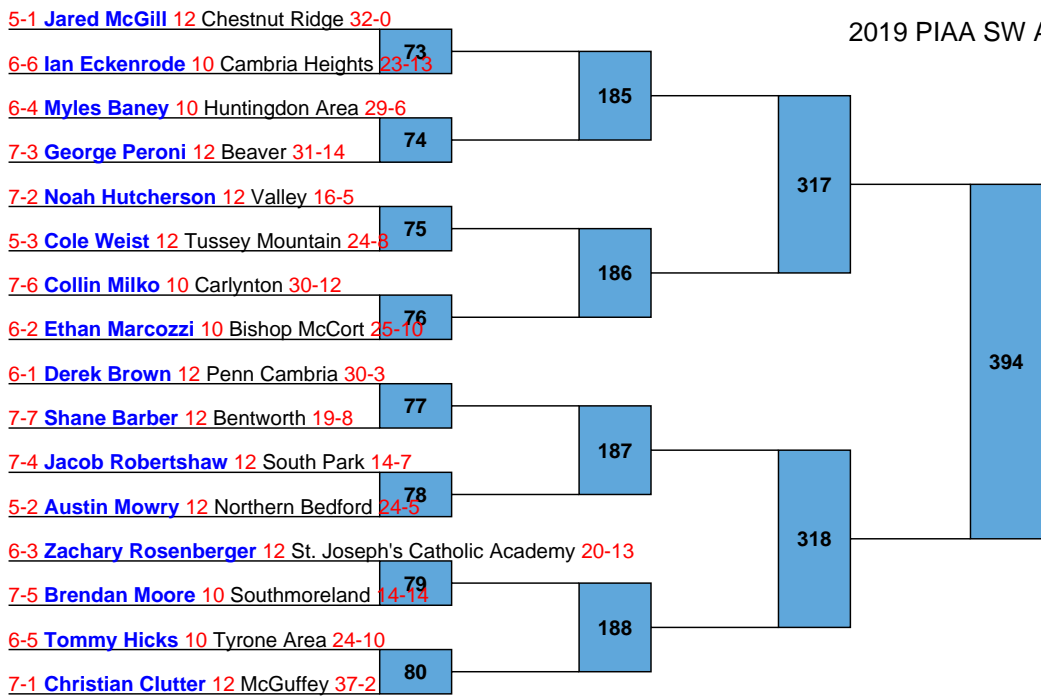 5-1 Jared McGill 12 Chestnut Ridge 32-0
2019 PIAA SW A
73
6-6 Ian Eckenrode 10 Cambria Heights 23-13
185
6-4 Myles Baney 10 Huntingdon Area 29-6
74
7-3 George Peroni 12 Beaver 31-14
317
7-2 Noah Hutcherson 12 Valley 16-5
75
5-3 Cole Weist 12 Tussey Mountain 24-8
186
7-6 Collin Milko 10 Carlynton 30-12
76
6-2 Ethan Marcozzi 10 Bishop McCort 25-10
394
6-1 Derek Brown 12 Penn Cambria 30-3
77
7-7 Shane Barber 12 Bentworth 19-8
187
7-4 Jacob Robertshaw 12 South Park 14-7
78
5-2 Austin Mowry 12 Northern Bedford 24-5
318
6-3 Zachary Rosenberger 12 St. Joseph's Catholic Academy 20-13
79
7-5 Brendan Moore 10 Southmoreland 14-14
188
6-5 Tommy Hicks 10 Tyrone Area 24-10
80
7-1 Christian Clutter 12 McGuffey 37-2